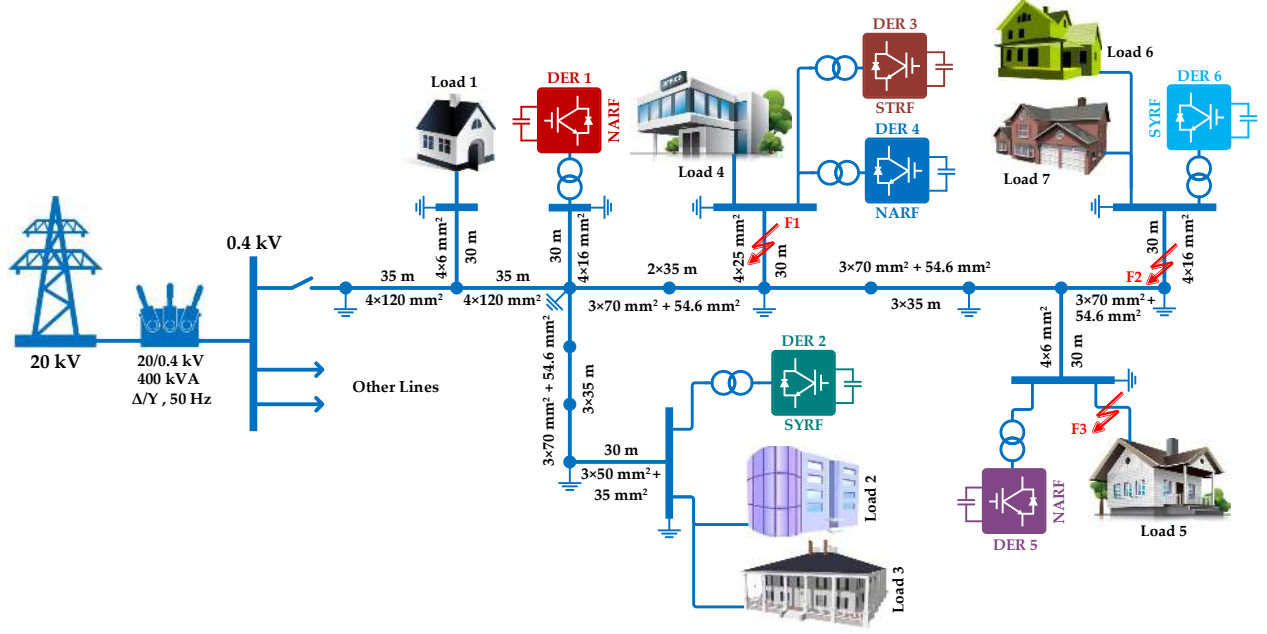 20 kV
20/0.4 kV
400 kVA
Δ/Y , 50 Hz
0.4 kV
Other Lines
35 m
4×120 mm²
Load 1
4×6 mm²
30 m
35 m
4×120 mm²
DER 1
NARF
30 m
4×16 mm²
3×70 mm² + 54.6 mm²
3×35m
30 m
3×50 mm²+
35 mm²
DER 2
SYRF
Load 2
Load 3
2×35 m
3×70 mm² + 54.6 mm²
Load 4
DER 3
STRF
DER 4
NARF
4×25 mm²
30 m
F1
3×70 mm² + 54.6 mm²
3×35 m
4×6 mm²
30 m
DER 5
NARF
F3
Load 5
3×70 mm² +
54.6 mm²
F2
30 m
4×16 mm²
Load 6
Load 7
DER 6
SYRF